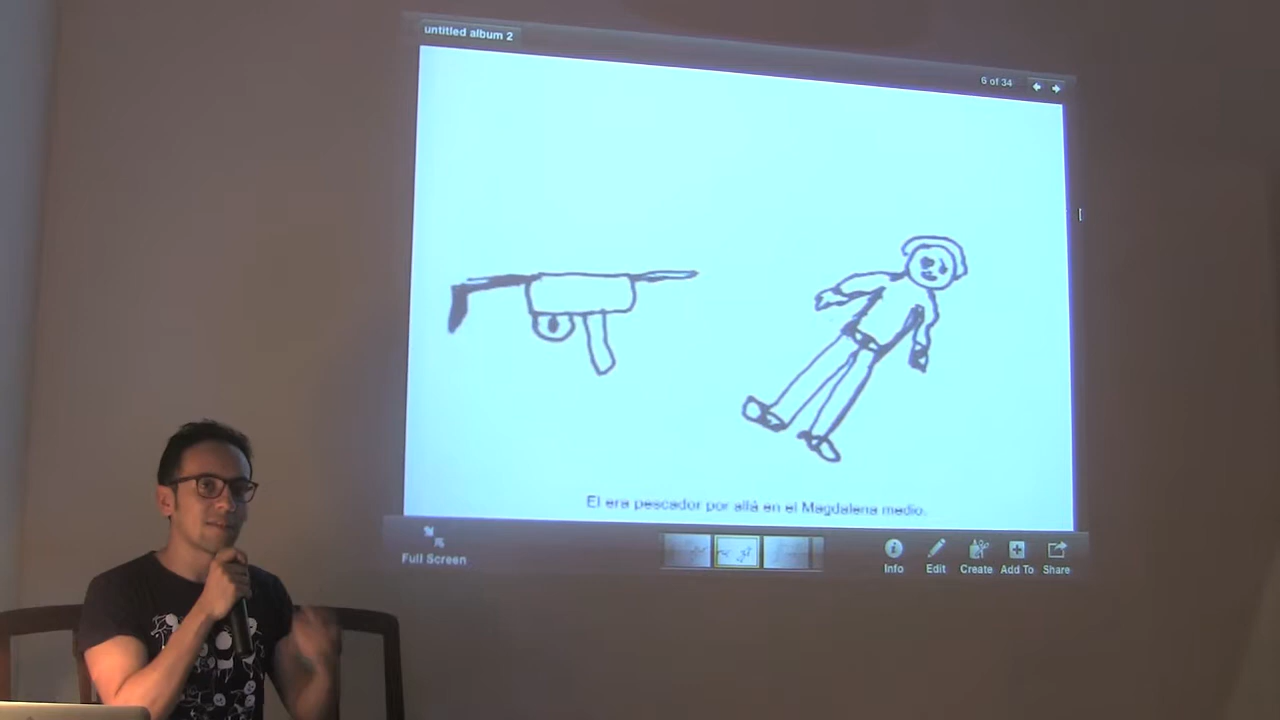 untitled album 2
6 of 34
El era pescador por allá en el Magdalena medio.
Full Screen
Info
Edit
Create
Add To
Share